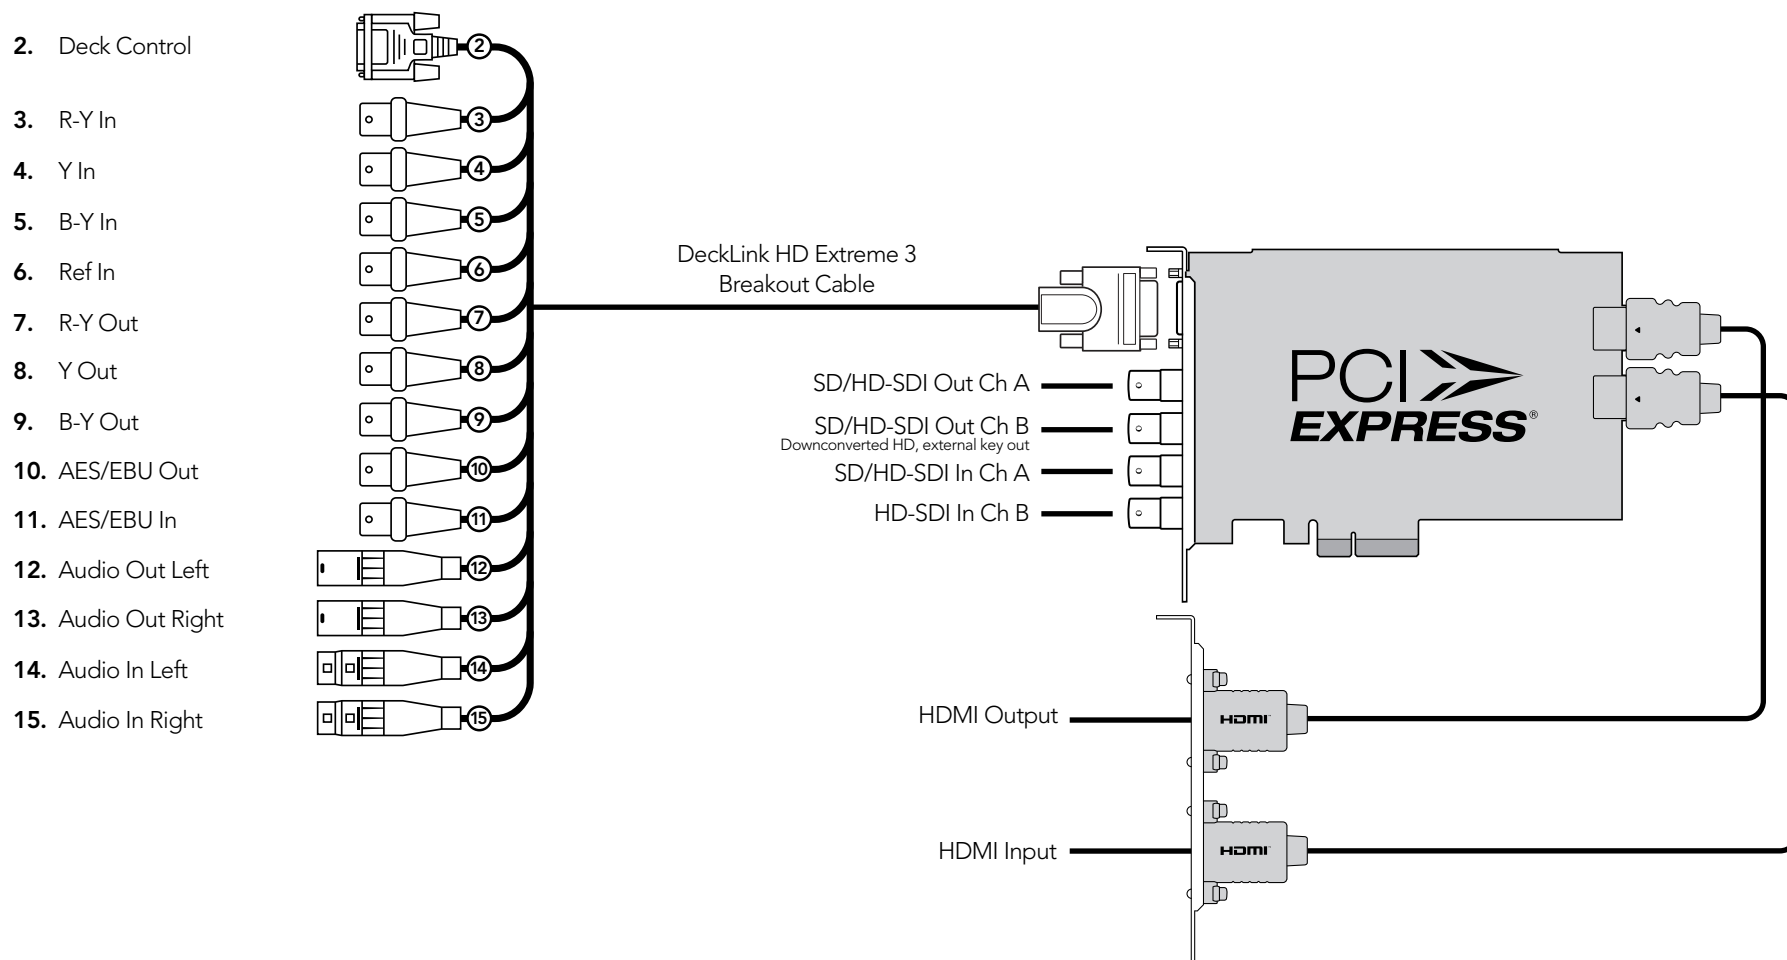 2. Deck Control
3. R-Y In
4. Y In
5. B-Y In
6. Ref In
7. R-Y Out
8. Y Out
9. B-Y Out
10. AES/EBU Out
11. AES/EBU In
12. Audio Out Left
13. Audio Out Right
14. Audio In Left
15. Audio In Right
2
3
4
5
6
7
8
9
10
11
12
13
14
15
DeckLink HD Extreme 3
Breakout Cable
SD/HD-SDI Out Ch A
SD/HD-SDI Out Ch B
Downconverted HD, external key out
SD/HD-SDI In Ch A
HD-SDI In Ch B
PCI
EXPRESS®
HDMI Output
HDMI
HDMI Input
HDMI